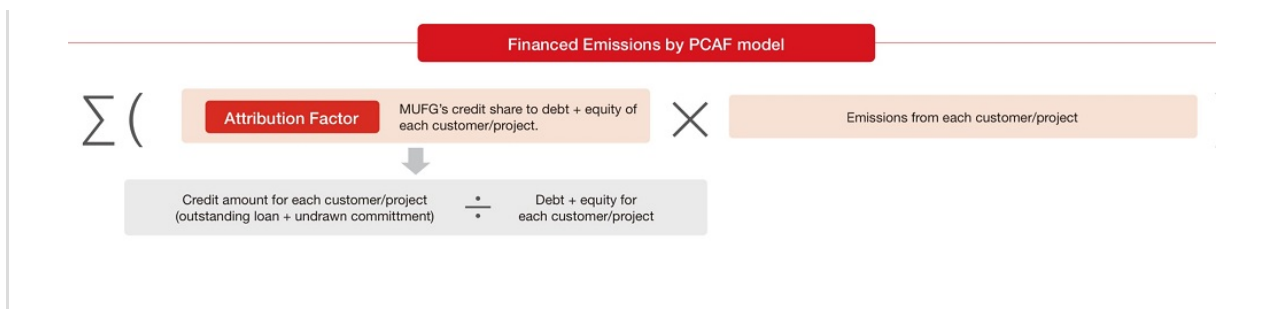 Financed Emissions by PCAF model
∑ (
Attribution Factor
MUFG's credit share to debt + equity of
each customer/project.
×
Emissions from each customer/project
Credit amount for each customer/project
(outstanding loan + undrawn committment)
÷
Debt + equity for
each customer/project